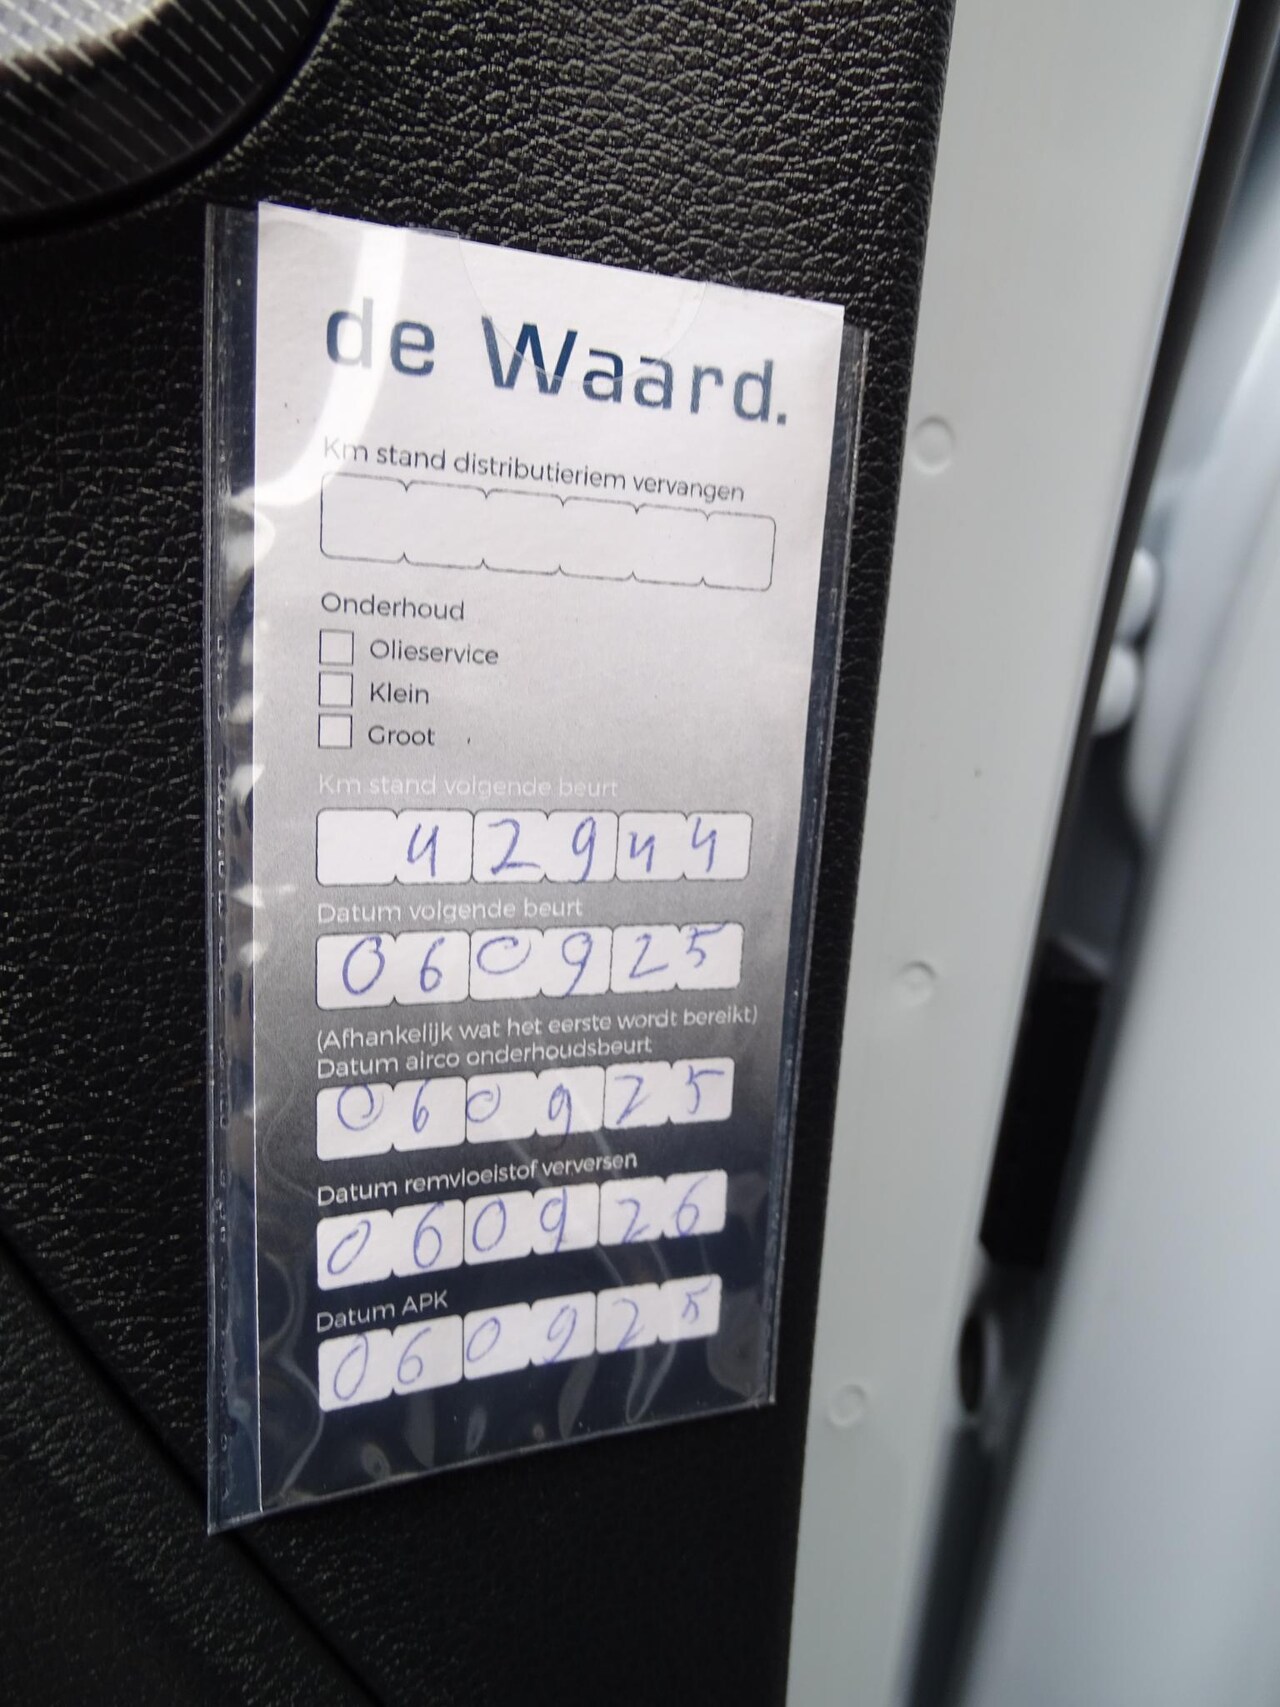 de Waard.
Km stand distributieriem vervangen
Onderhoud
Olieservice
Klein
Groot
Km stand volgende beurt
42944
Datum volgende beurt
060925
(Afhankelijk wat het eerste wordt bereikt)
Datum airco onderhoudsbeurt
060925
Datum remvloeistof verversen
060926
Datum APK
060925